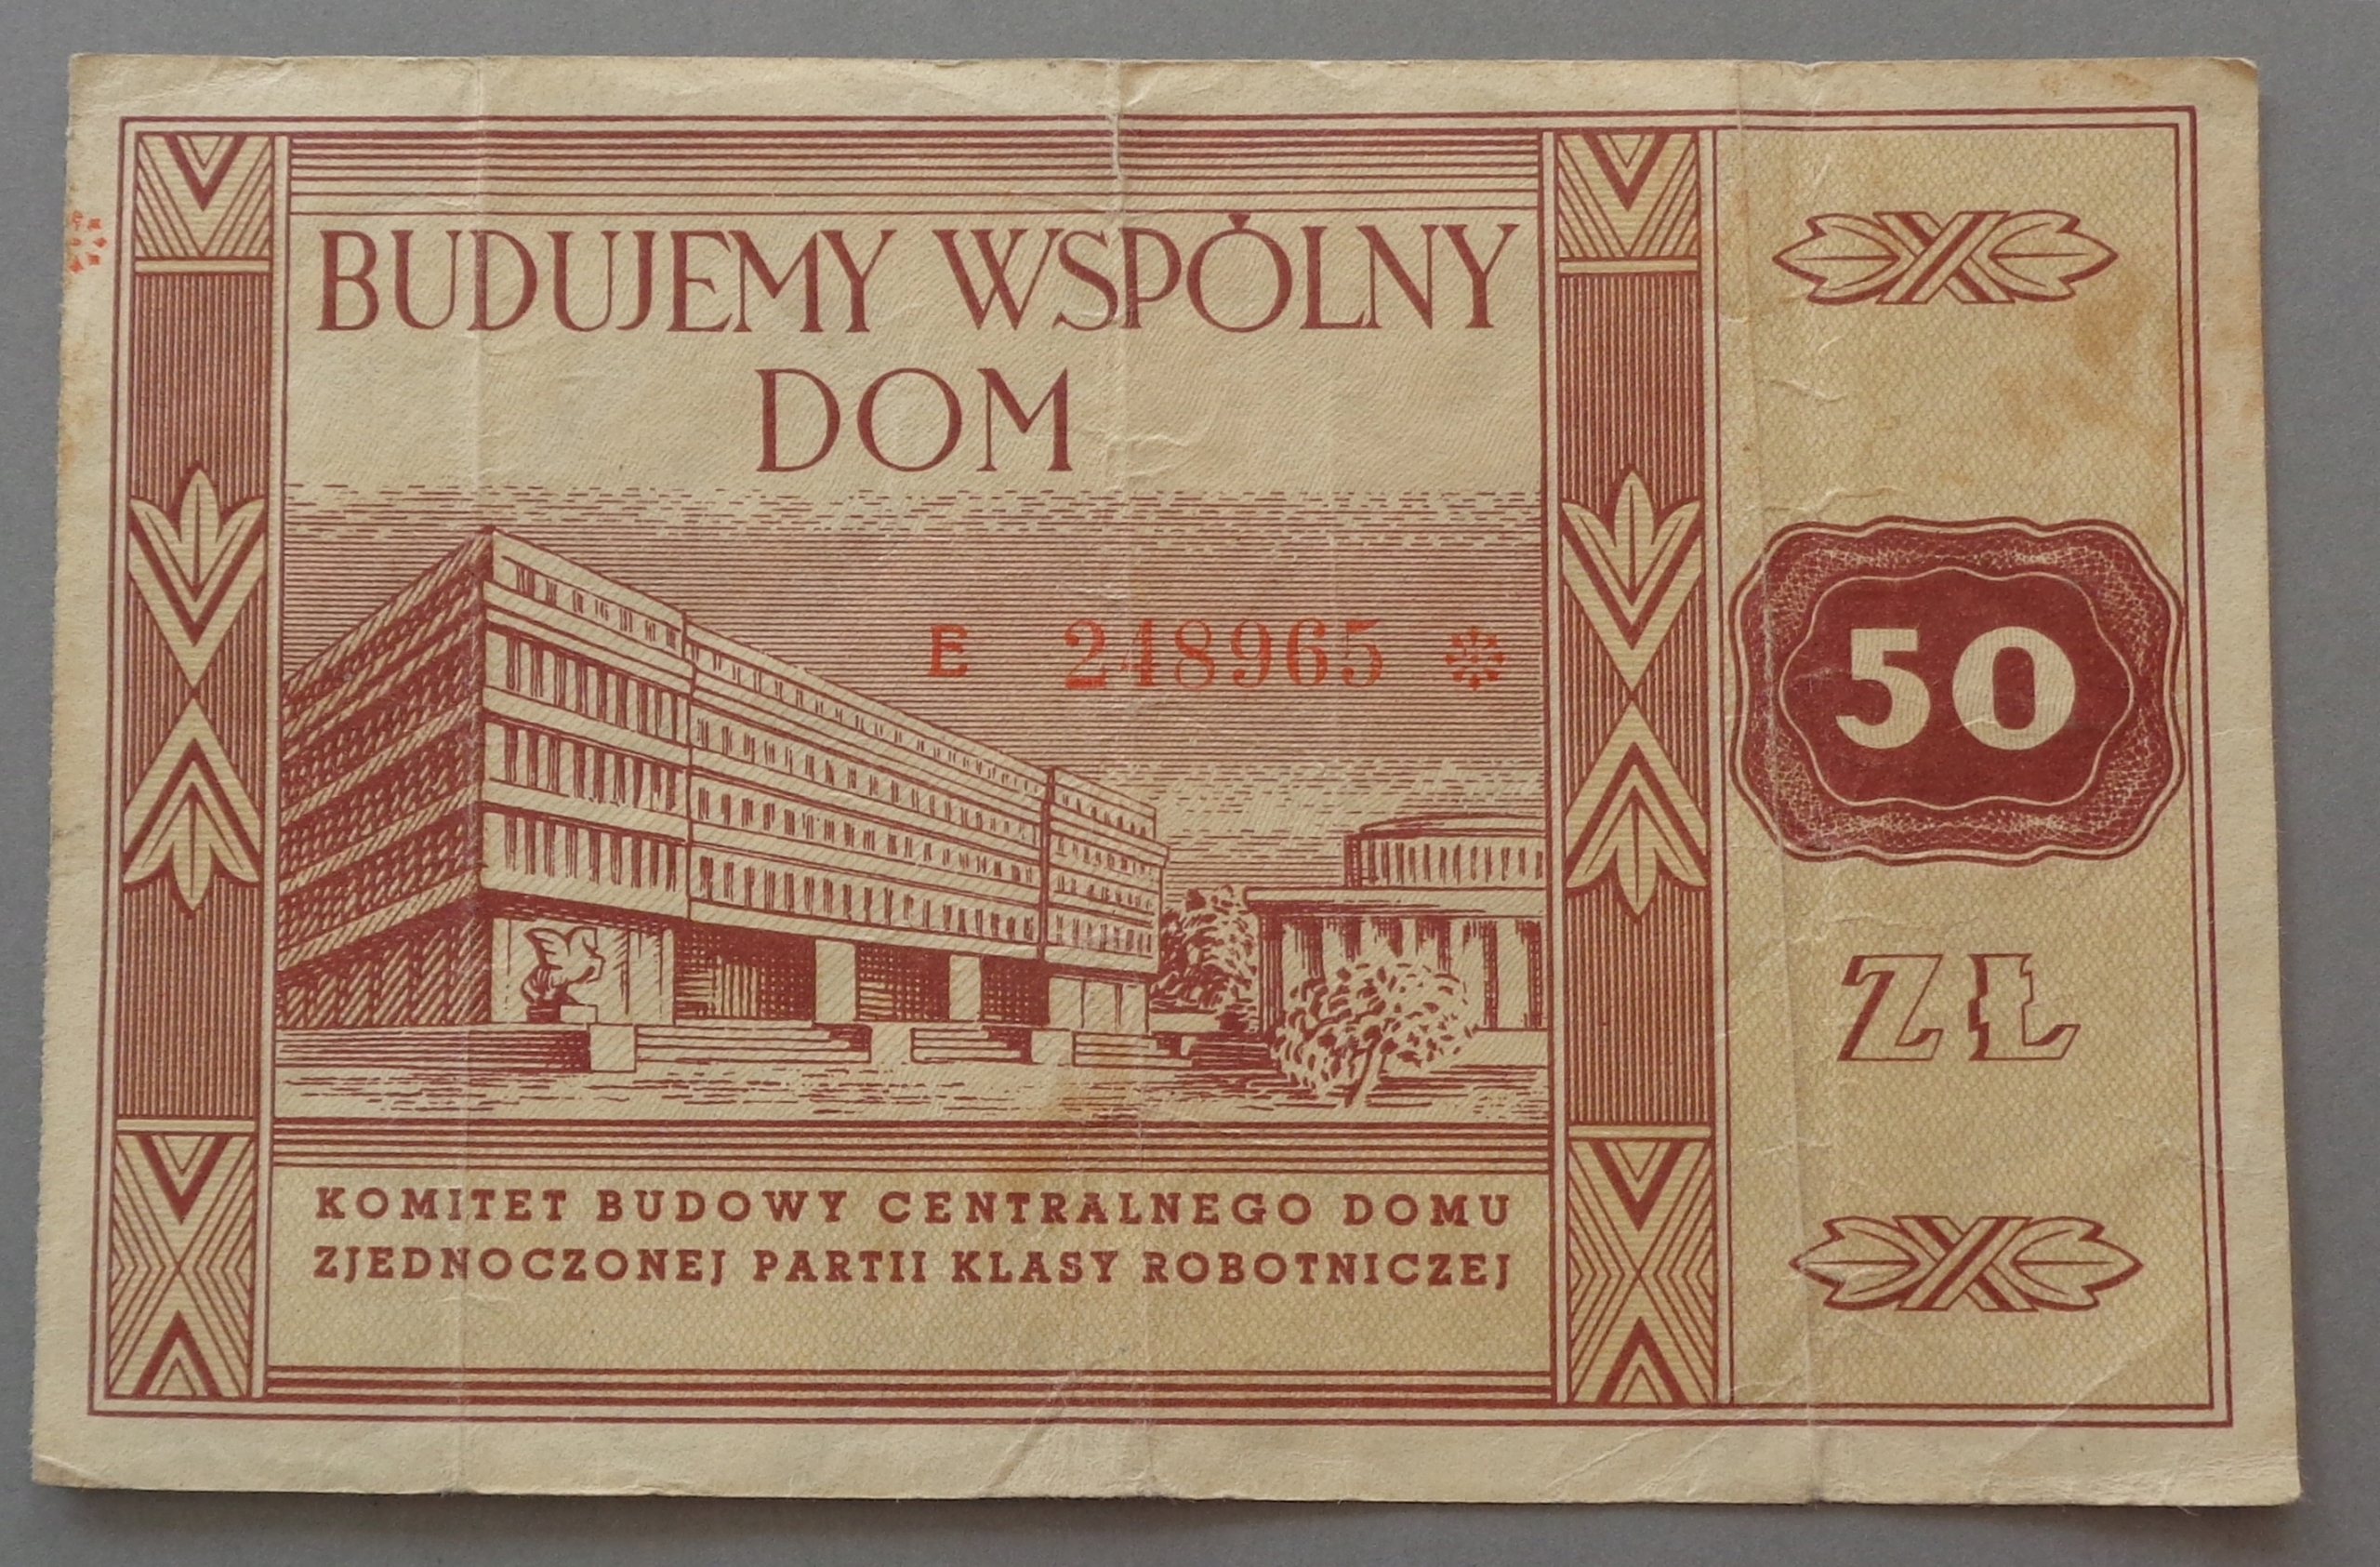 BUDUJEMY WSPÓLNY
DOM
E 248965
50
ZŁ
KOMITET BUDOWY CENTRALNEGO DOMU
ZJEDNOCZONEJ PARTII KLASY ROBOTNICZEJ